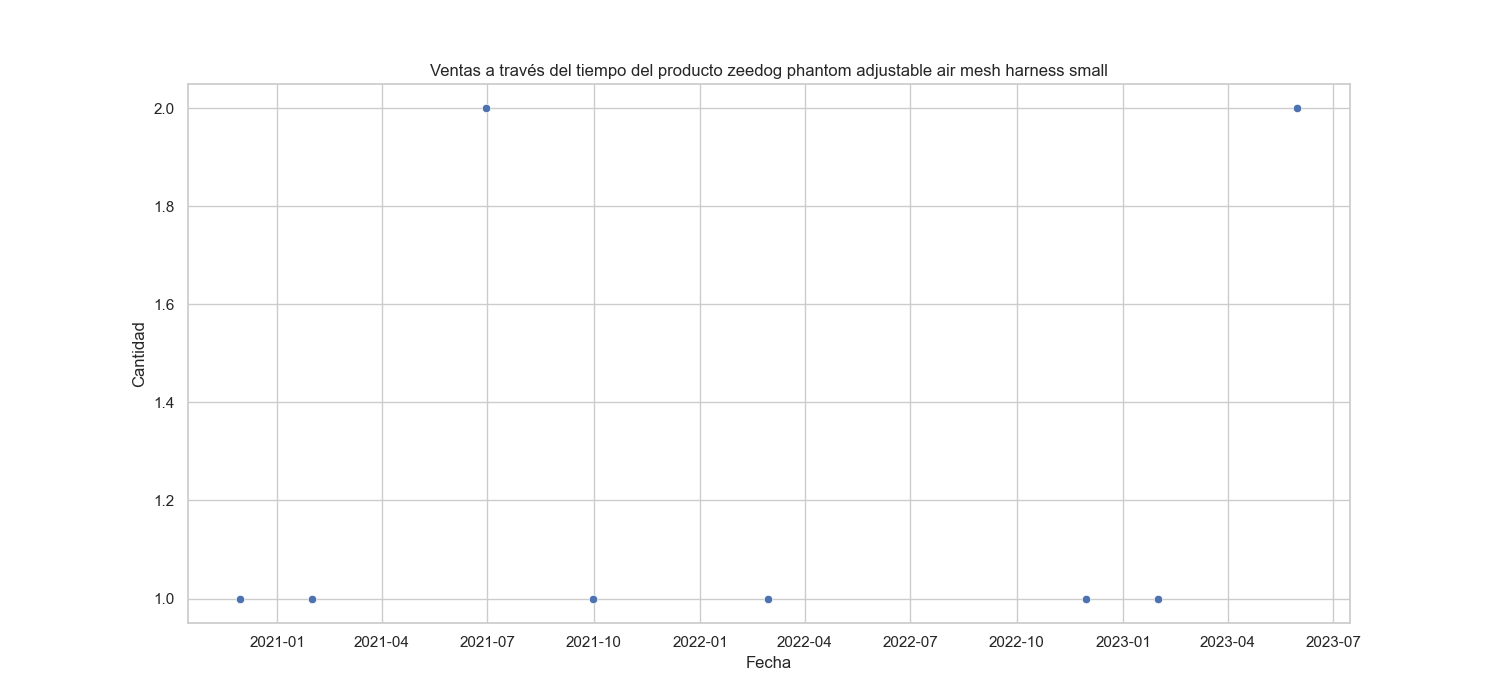 Ventas a través del tiempo del producto zeedog phantom adjustable air mesh harness small
2.0
1.8
1.6
1.4
1.2
1.0
Cantidad
2021-01 2021-04 2021-07 2021-10 2022-01 2022-04 2022-07 2022-10 2023-01 2023-04 2023-07
Fecha